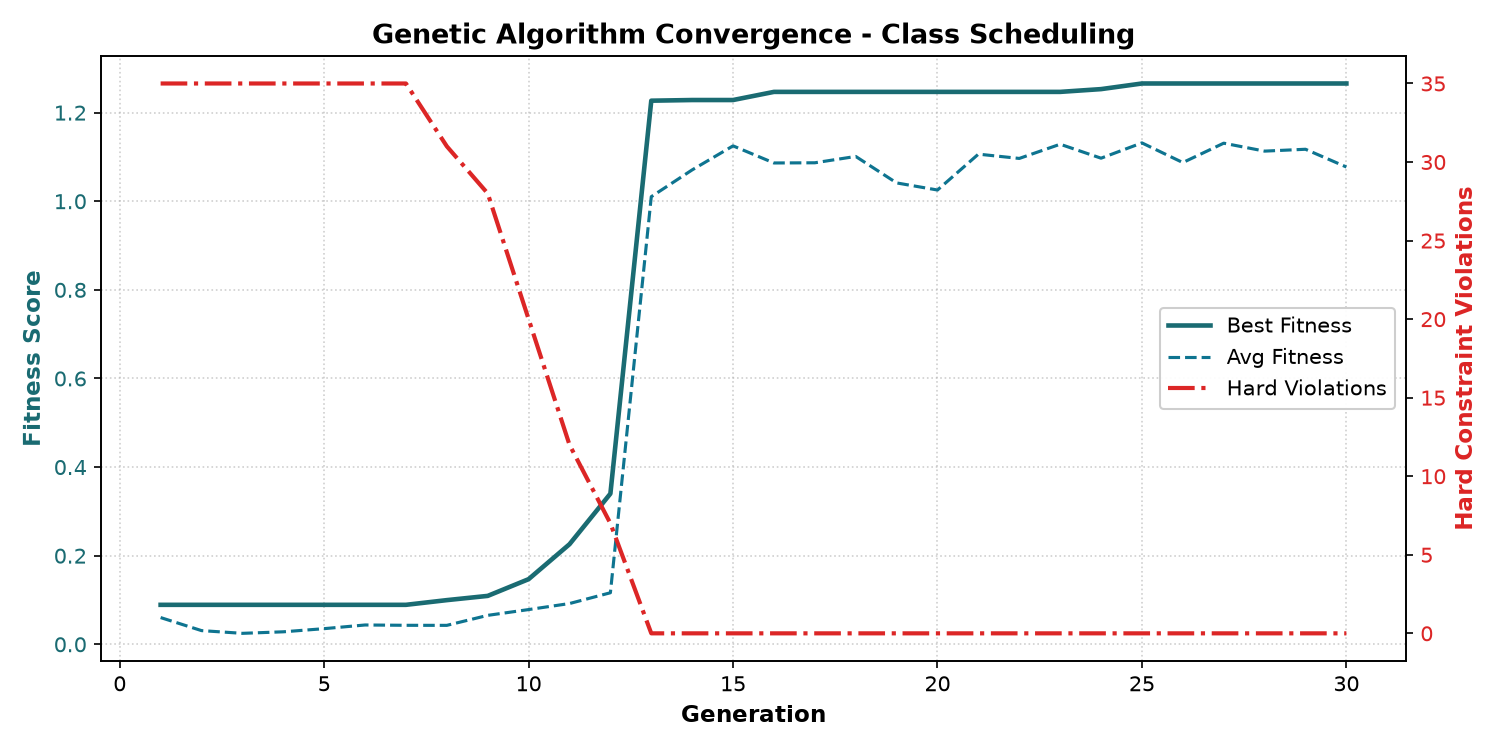 Genetic Algorithm Convergence - Class Scheduling
Fitness Score
1.2
1.0
0.8
0.6
0.4
0.2
0.0
35
30
25
20
15
10
5
0
Hard Constraint Violations
Best Fitness
Avg Fitness
Hard Violations
0 5 10 15 20 25 30
Generation